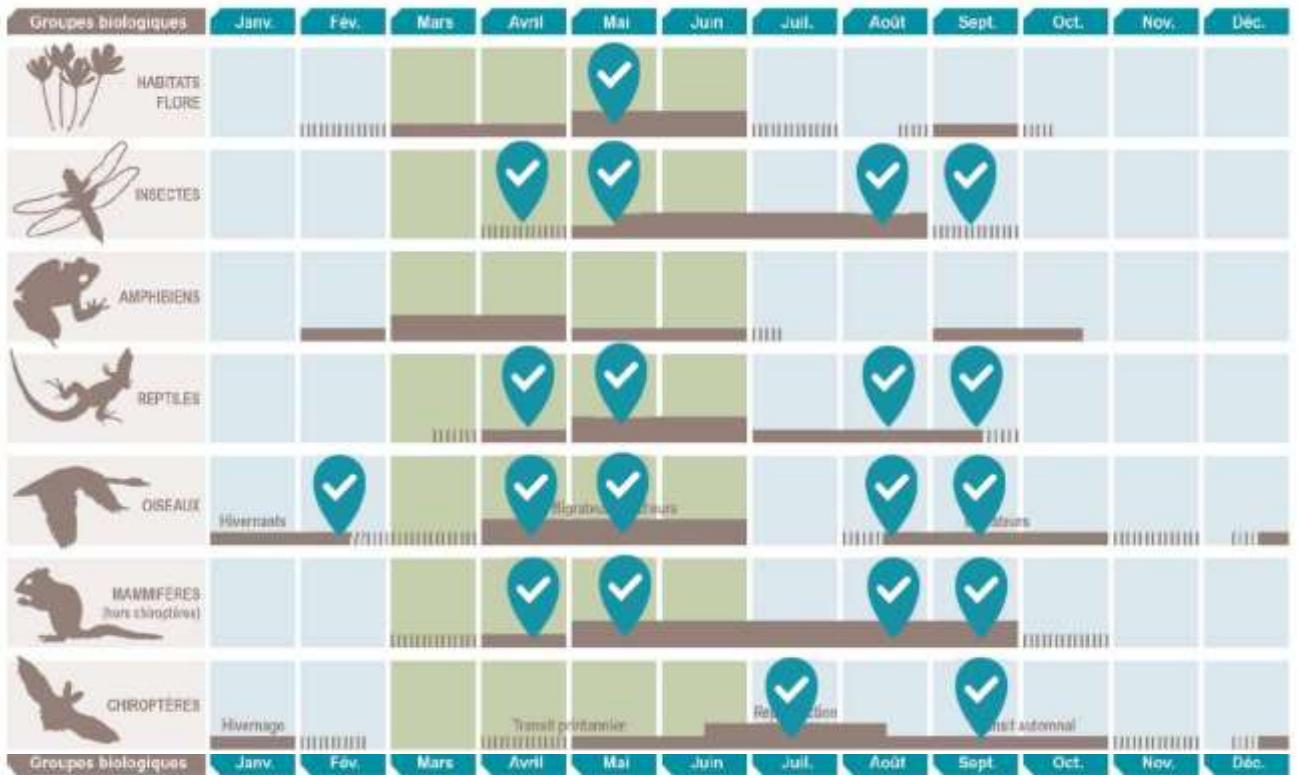 Groupes biologiques Janv. Fév. Mars Avril Mai Juin Juil. Août Sept. Oct. Nov. Déc.
HABITATS
FLORE
INSECTES
AMPHIBIENS
REPTILES
OISEAUX
Hivernants
MAMMIFÈRES
(hors chiroptères)
CHIROPTÈRES
Hivernage Transit printannier automnal
Groupes biologiques Janv. Fév. Mars Avril Mai Juin Juil. Août Sept. Oct. Nov. Déc.